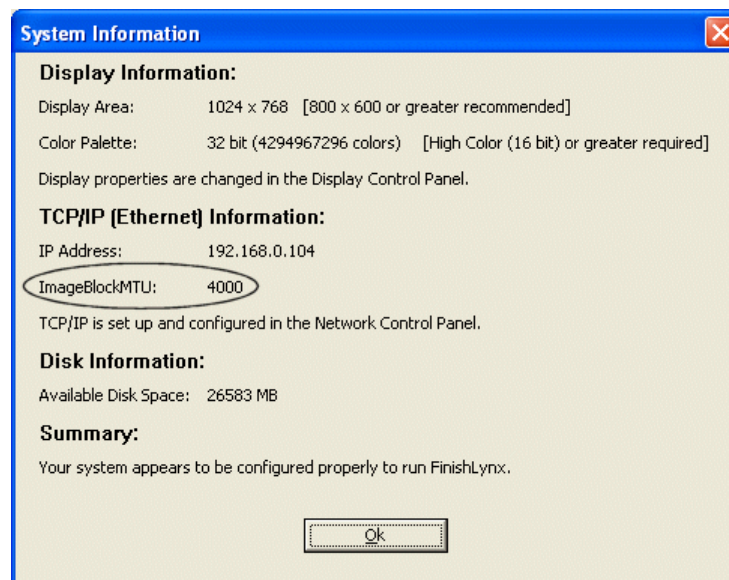 System Information
Display Information:
Display Area: 1024 x 768 [800 x 600 or greater recommended]
Color Palette: 32 bit (4294967296 colors) [High Color (16 bit) or greater required]
Display properties are changed in the Display Control Panel.
TCP/IP (Ethernet) Information:
IP Address: 192.168.0.104
ImageBlockMTU: 4000
TCP/IP is set up and configured in the Network Control Panel.
Disk Information:
Available Disk Space: 26583 MB
Summary:
Your system appears to be configured properly to run FinishLynx.
Ok